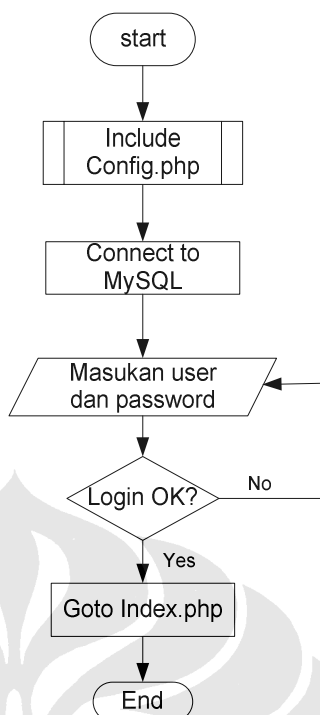 start
Include
Config.php
Connect to
MySQL
Masukan user
dan password
Login OK?
No
Yes
Goto Index.php
End